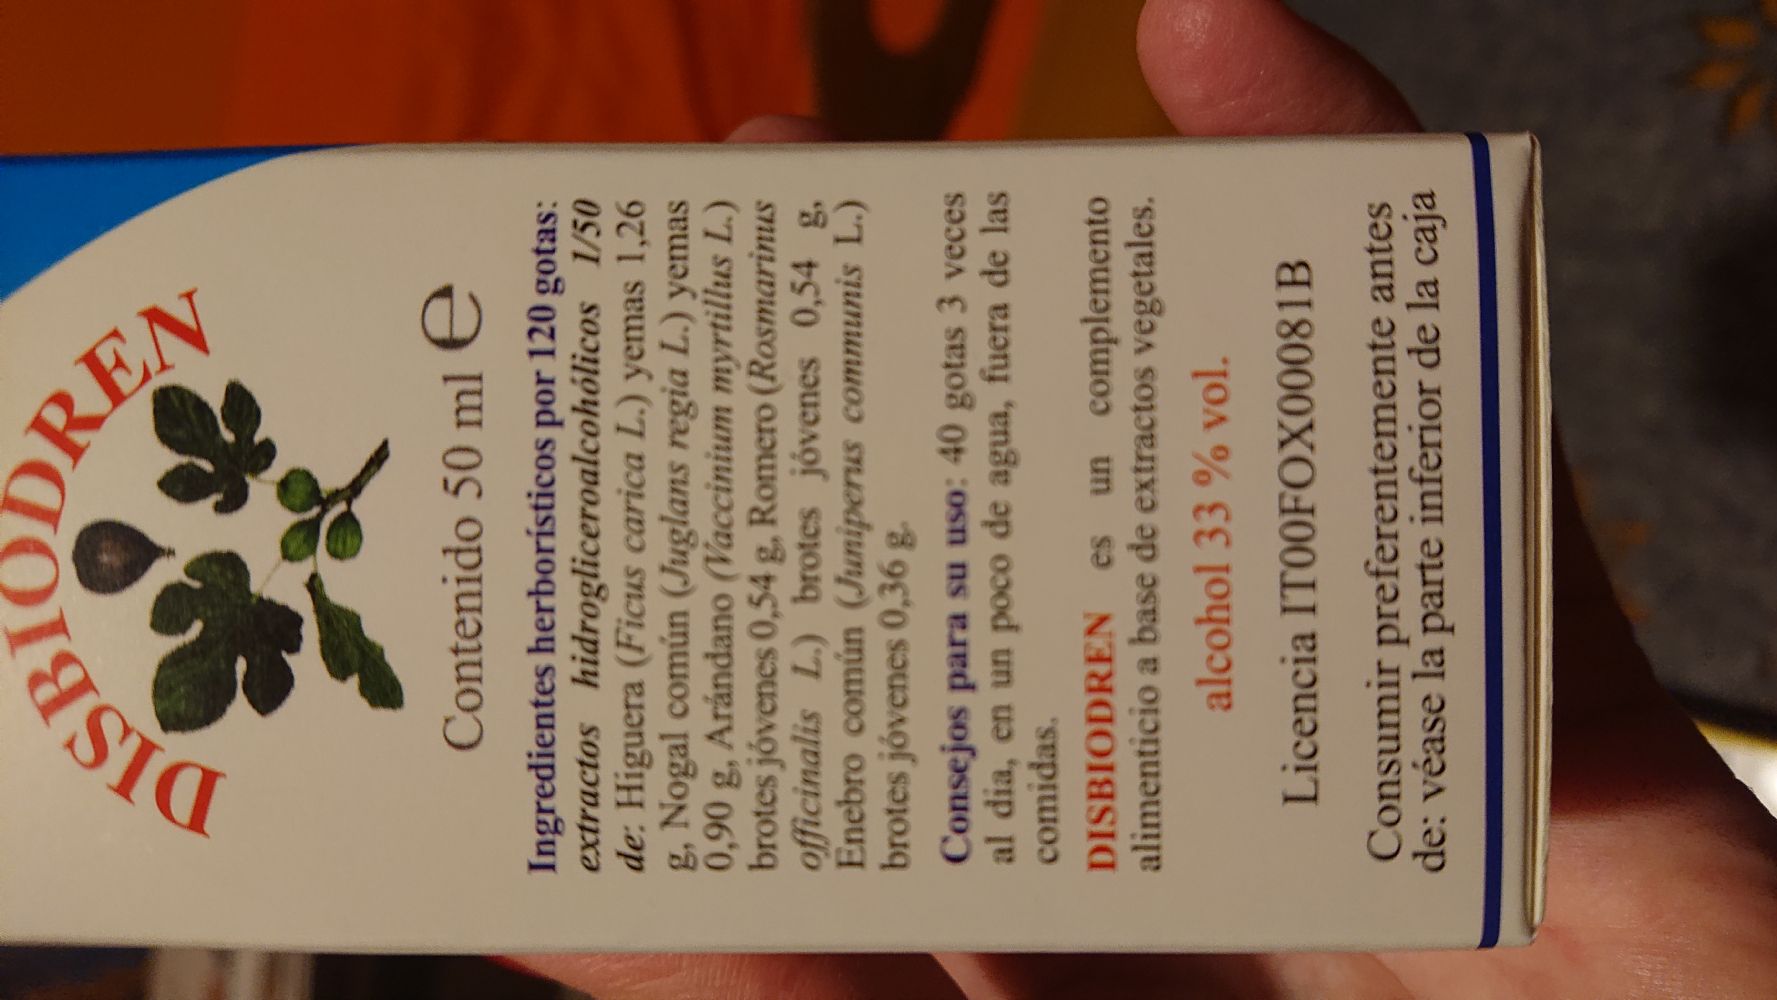 DISBIODREN
Contenido 50 ml e
Ingredientes herborísticos por 120 gotas:
extractos hidrogliceroalcohólicos 1/50
de: Higuera (Ficus carica L.) yemas 1,26
g, Nogal común (Juglans regia L.) yemas
0,90 g, Arándano (Vaccinium myrtillus L.)
brotes jóvenes 0,54 g, Romero (Rosmarinus
officinalis L.) brotes jóvenes 0,54 g,
Enebro común (Juniperus communis L.)
brotes jóvenes 0,36 g.
Consejos para su uso: 40 gotas 3 veces
al dia, en un poco de agua, fuera de las
comidas.
DISBIODREN es un complemento
alimenticio a base de extractos vegetales.
alcohol 33 % vol.
Licencia IT00FOX00081B
Consumir preferentemente antes
de: véase la parte inferior de la caja